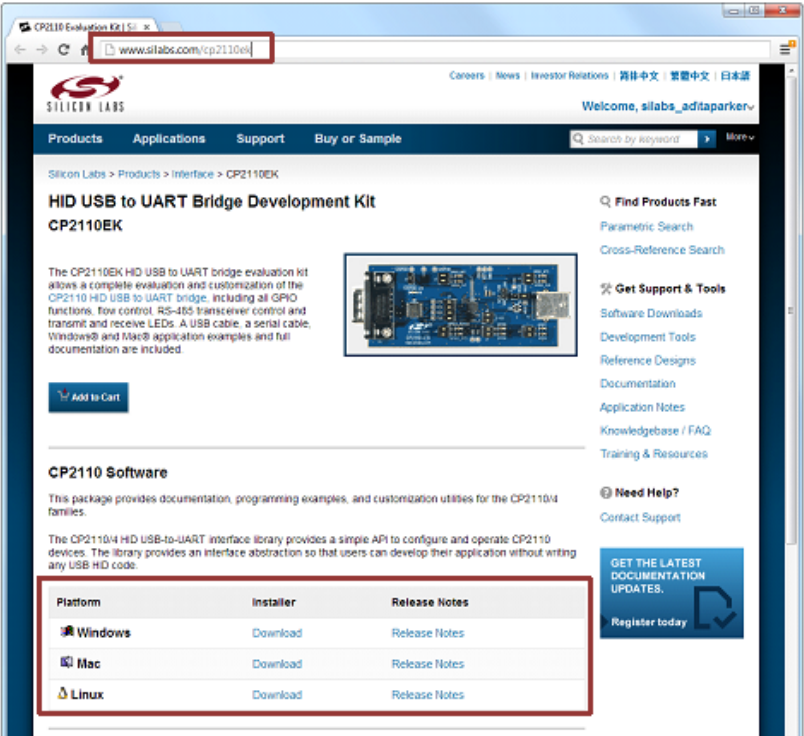 CP2110 Evaluation Kit | Si
www.silabs.com/cp2110ek
SILICON LABS
Careers | News | Investor Relations | 简体中文 | 繁體中文 | 日本語
Welcome, silabs_ad\taparker
Products Applications Support Buy or Sample
Search by keyword
More
Silicon Labs > Products > Interface > CP2110EK
HID USB to UART Bridge Development Kit
CP2110EK
The CP2110EK HID USB to UART bridge evaluation kit
allows a complete evaluation and customization of the
CP2110 HID USB to UART bridge, including all GPIO
functions, flow control, RS-485 transceiver control and
transmit and receive LEDs. A USB cable, a serial cable,
Windows® and Mac® application examples and full
documentation are included.
Add to Cart
CP2110 Software
This package provides documentation, programming examples, and customization utilities for the CP2110/4
families.
The CP2110/4 HID USB-to-UART interface library provides a simple API to configure and operate CP2110
devices. The library provides an interface abstraction so that users can develop their application without writing
any USB HID code.
Platform Installer Release Notes
Windows Download Release Notes
Mac Download Release Notes
Linux Download Release Notes
Find Products Fast
Parametric Search
Cross-Reference Search
Get Support & Tools
Software Downloads
Development Tools
Reference Designs
Documentation
Application Notes
Knowledgebase / FAQ
Training & Resources
Need Help?
Contact Support
GET THE LATEST
DOCUMENTATION
UPDATES.
Register today